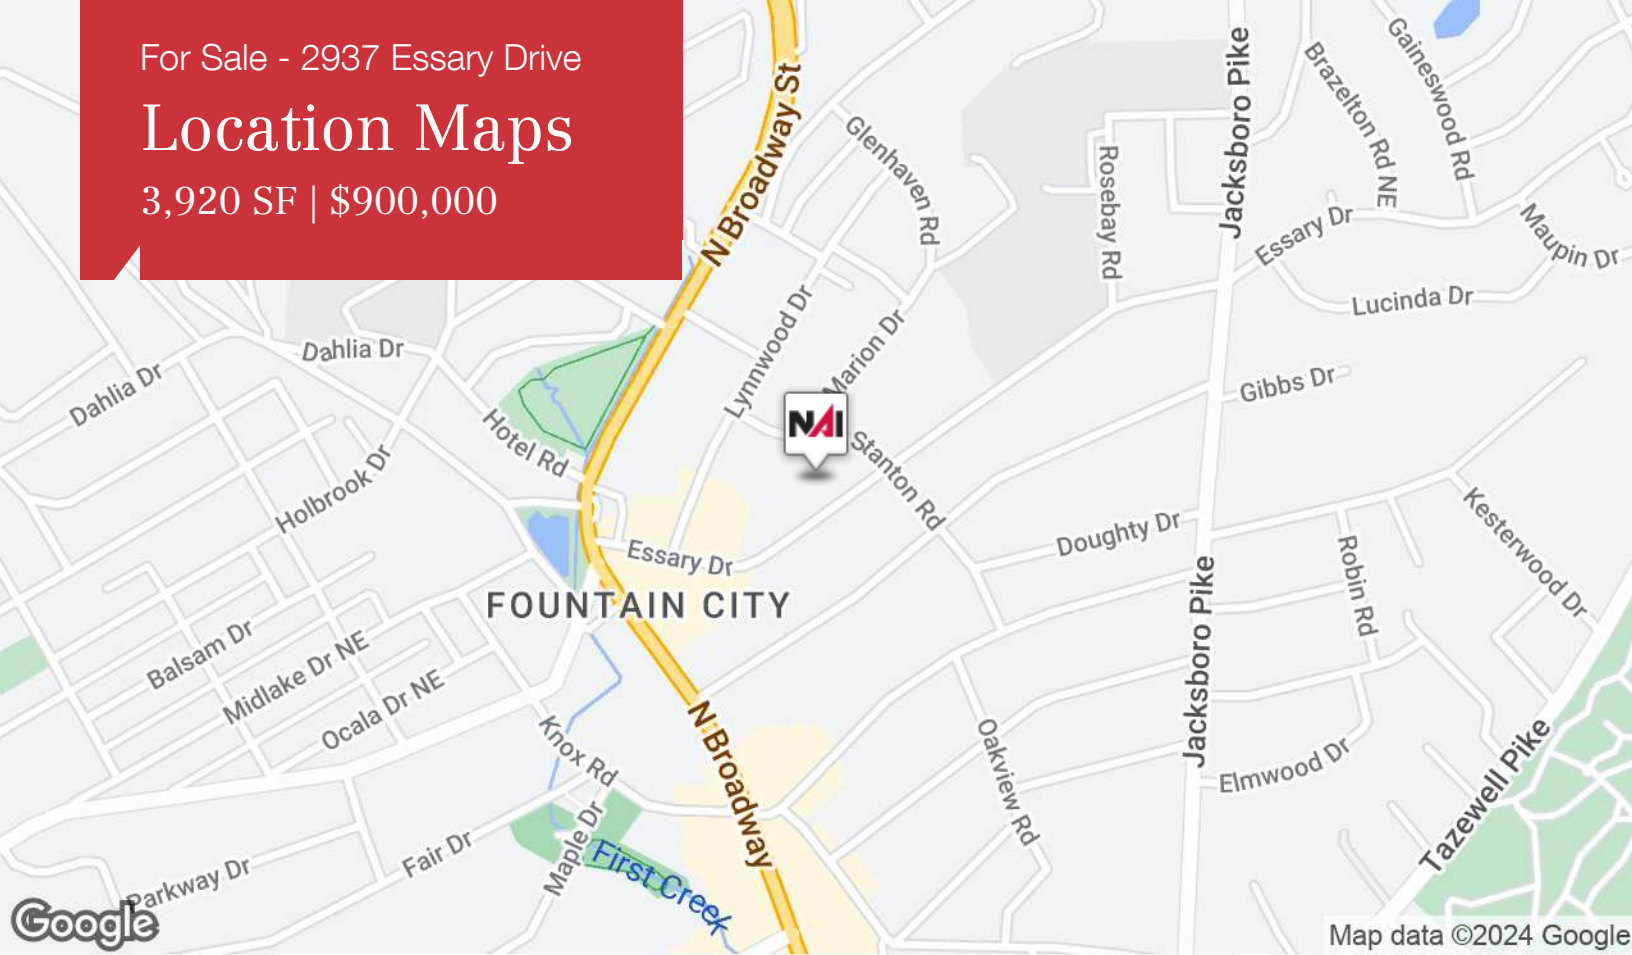 For Sale - 2937 Essary Drive
Location Maps
3,920 SF | $900,000
N Broadway St
Glenhaven Rd
Rosebay Rd
Jacksboro Pike
Brazelton Rd NE
Gaineswood Rd
Essary Dr
Maupin Dr
Lucinda Dr
Dahlia Dr
Dahlia Dr
Lynnwood Dr
Marion Dr
Gibbs Dr
NAI
Hotel Rd
Holbrook Dr
Stanton Rd
Doughty Dr
Kesterwood Dr
Robin Rd
Essary Dr
FOUNTAIN CITY
Jacksboro Pike
Balsam Dr
Midlake Dr NE
Ocala Dr NE
Knox Rd
N Broadway
Oakview Rd
Elmwood Dr
Tazewell Pike
Maple Dr
Fair Dr
Parkway Dr
First Creek
Google
Map data ©2024 Google